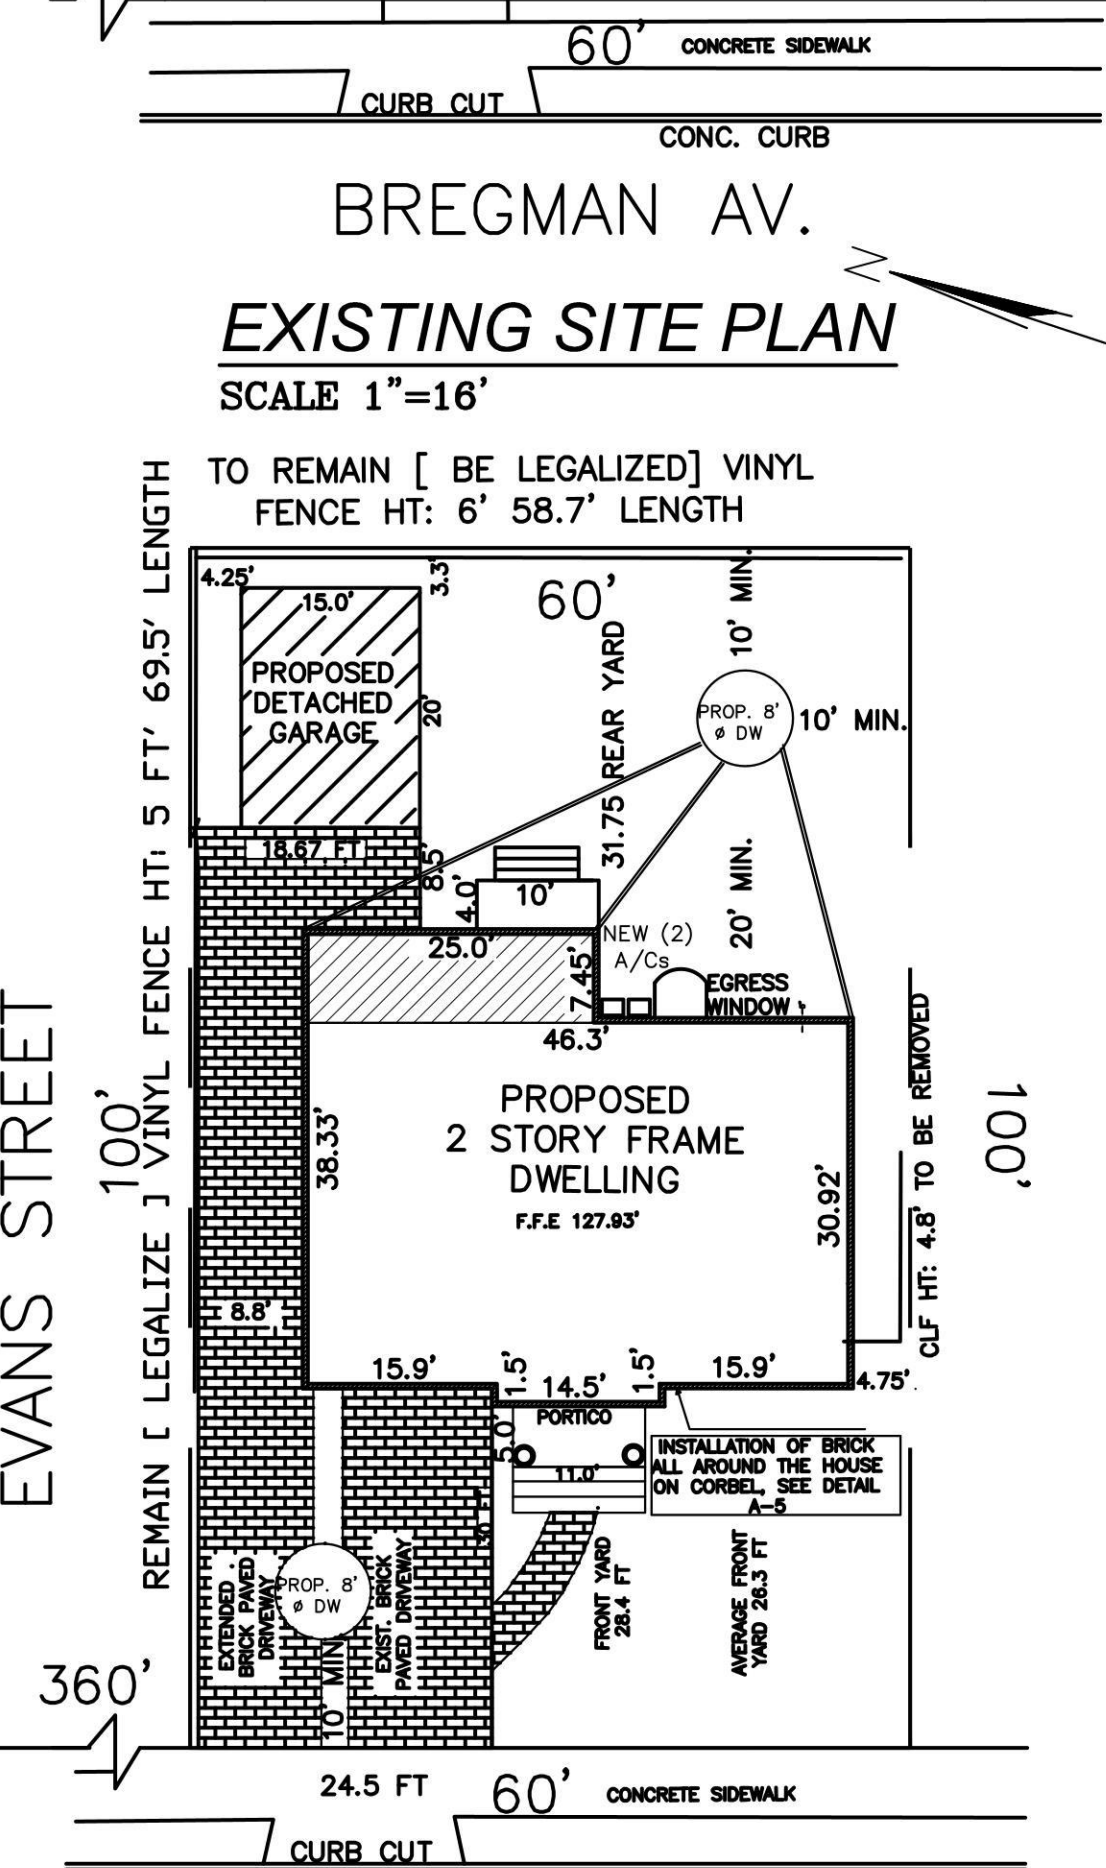 60'
CONCRETE SIDEWALK
CURB CUT
CONC. CURB
BREGMAN AV.
N
EXISTING SITE PLAN
SCALE 1"=16'
TO REMAIN [ BE LEGALIZED] VINYL
FENCE HT: 6' 58.7' LENGTH
REMAIN [ LEGALIZE ] VINYL FENCE HT: 5 FT' 69.5' LENGTH
EVANS STREET
100'
4.25'
15.0'
3.3'
60'
10' MIN.
PROPOSED
DETACHED
GARAGE
20'
31.75 REAR YARD
PROP. 8'
ø DW
10' MIN.
18.67 FT
8.5'
4.0'
10'
20' MIN.
25.0'
7.45'
NEW (2)
A/Cs
EGRESS
WINDOW
46.3'
PROPOSED
2 STORY FRAME
DWELLING
F.F.E 127.93'
38.33'
30.92'
CLF HT: 4.8' TO BE REMOVED
100'
8.8'
15.9'
1.5'
14.5'
1.5'
15.9'
4.75'
PORTICO
5.0'
11.0'
INSTALLATION OF BRICK
ALL AROUND THE HOUSE
ON CORBEL, SEE DETAIL
A-5
30 FT
EXTENDED
BRICK PAVED
DRIVEWAY
PROP. 8'
ø DW
10' MIN
EXIST. BRICK
PAVED DRIVEWAY
FRONT YARD
28.4 FT
AVERAGE FRONT
YARD 26.3 FT
360'
24.5 FT
60'
CONCRETE SIDEWALK
CURB CUT